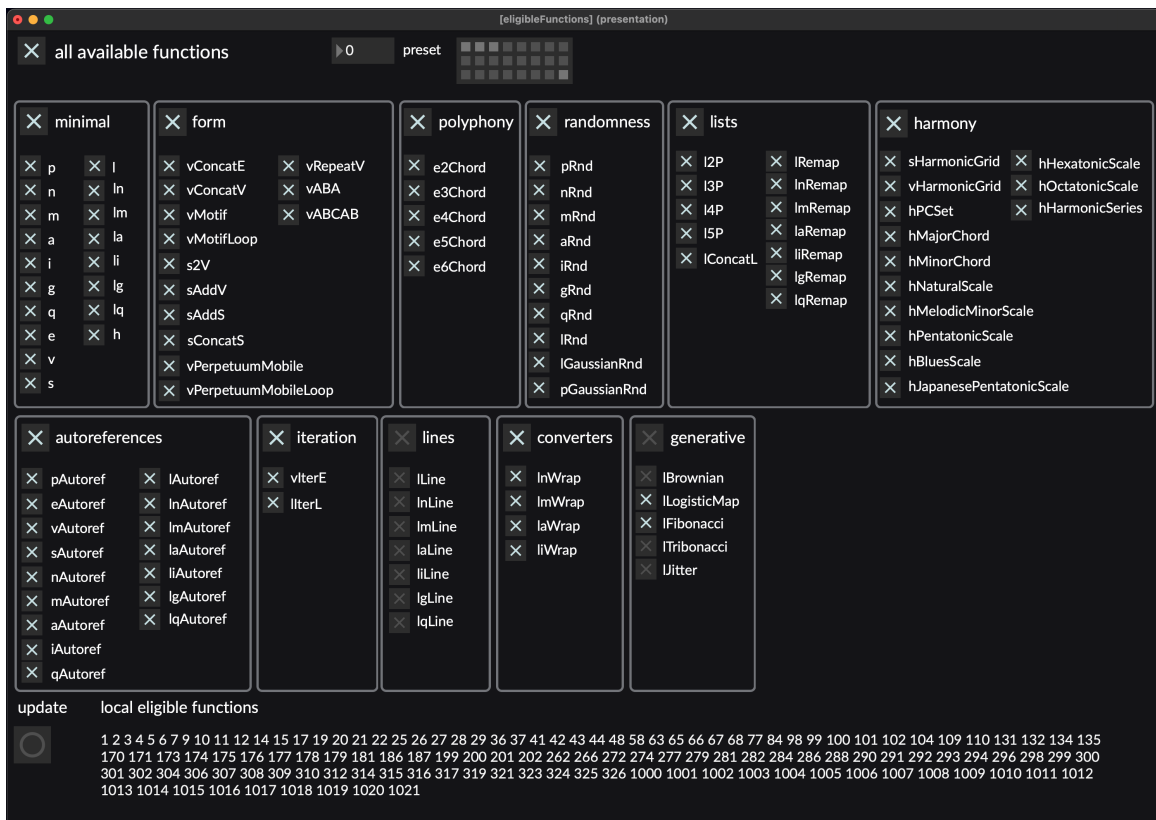 [eligibleFunctions] (presentation)
all available functions
0
preset
minimal
p
n
m
a
i
g
q
e
v
s
l
ln
lm
la
li
lg
lq
h
form
vConcatE
vConcatV
vMotif
vMotifLoop
s2V
sAddV
sAddS
sConcatS
vPerpetuumMobile
vPerpetuumMobileLoop
vRepeatV
vABA
vABCAB
polyphony
e2Chord
e3Chord
e4Chord
e5Chord
e6Chord
randomness
pRnd
nRnd
mRnd
aRnd
iRnd
gRnd
qRnd
lRnd
lGaussianRnd
pGaussianRnd
lists
l2P
l3P
l4P
l5P
lConcatL
lRemap
lnRemap
lmRemap
laRemap
liRemap
lgRemap
lqRemap
harmony
sHarmonicGrid
vHarmonicGrid
hPCSet
hMajorChord
hMinorChord
hNaturalScale
hMelodicMinorScale
hPentatonicScale
hBluesScale
hJapanesePentatonicScale
hHexatonicScale
hOctatonicScale
hHarmonicSeries
autoreferences
pAutoref
eAutoref
vAutoref
sAutoref
nAutoref
mAutoref
aAutoref
iAutoref
qAutoref
lAutoref
lnAutoref
lmAutoref
laAutoref
liAutoref
lgAutoref
lqAutoref
iteration
vIterE
lIterL
lines
lLine
lnLine
lmLine
laLine
liLine
lgLine
lqLine
converters
lnWrap
lmWrap
laWrap
liWrap
generative
lBrownian
lLogisticMap
lFibonacci
lTribonacci
lJitter
update
local eligible functions
1 2 3 4 5 6 7 9 10 11 12 14 15 17 19 20 21 22 25 26 27 28 29 36 37 41 42 43 44 48 58 63 65 66 67 68 77 84 98 99 100 101 102 104 109 110 131 132 134 135
170 171 173 174 175 176 177 179 180 181 186 187 199 200 201 262 266 272 274 277 279 281 282 284 286 288 290 291 292 294 296 298 299 300
301 302 304 306 307 308 309 310 312 314 315 316 317 319 321 323 324 325 326 1000 1001 1002 1003 1004 1005 1006 1007 1008 1009 1010 1011 1012
1013 1014 1015 1016 1017 1018 1019 1020 1021